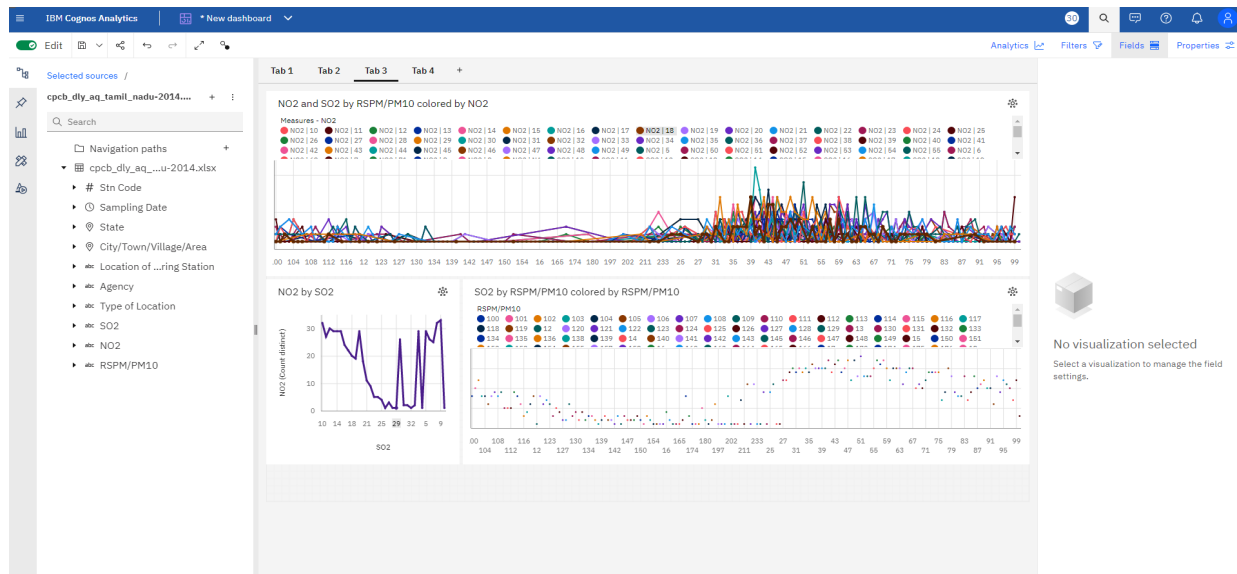 IBM Cognos Analytics
* New dashboard
30
Edit
Analytics
Filters
Fields
Properties
Selected sources /
cpcb_dly_aq_tamil_nadu-2014....
Search
Navigation paths
cpcb_dly_aq_...u-2014.xlsx
# Stn Code
Sampling Date
State
City/Town/Village/Area
abc Location of ...ring Station
abc Agency
abc Type of Location
abc SO2
abc NO2
abc RSPM/PM10
Tab 1 Tab 2 Tab 3 Tab 4 +
NO2 and SO2 by RSPM/PM10 colored by NO2
Measures - NO2
NO2 | 10 NO2 | 11 NO2 | 12 NO2 | 13 NO2 | 14 NO2 | 15 NO2 | 16 NO2 | 17 NO2 | 18 NO2 | 19 NO2 | 20 NO2 | 21 NO2 | 22 NO2 | 23 NO2 | 24 NO2 | 25
NO2 | 26 NO2 | 27 NO2 | 28 NO2 | 29 NO2 | 30 NO2 | 31 NO2 | 32 NO2 | 33 NO2 | 34 NO2 | 35 NO2 | 36 NO2 | 37 NO2 | 38 NO2 | 39 NO2 | 40 NO2 | 41
NO2 | 42 NO2 | 43 NO2 | 44 NO2 | 45 NO2 | 46 NO2 | 47 NO2 | 48 NO2 | 49 NO2 | 5 NO2 | 50 NO2 | 51 NO2 | 52 NO2 | 53 NO2 | 54 NO2 | 55 NO2 | 6
00 104 108 112 116 12 123 127 130 134 139 142 147 150 154 16 165 174 180 197 202 211 233 25 27 31 35 39 43 47 51 55 59 63 67 71 75 79 83 87 91 95 99
NO2 by SO2
NO2 (Count distinct)
30
20
10
0
10 14 18 21 25 29 32 5 9
SO2
SO2 by RSPM/PM10 colored by RSPM/PM10
RSPM/PM10
100 101 102 103 104 105 106 107 108 109 110 111 112 113 114 115 116 117
118 119 12 120 121 122 123 124 125 126 127 128 129 13 130 131 132 133
134 135 136 138 139 14 140 141 142 143 145 146 147 148 149 15 150 151
00 108 116 123 130 139 147 154 165 180 202 233 27 35 43 51 59 67 75 83 91 99
104 112 12 127 134 142 150 16 174 197 211 25 31 39 47 55 63 71 79 87 95
No visualization selected
Select a visualization to manage the field
settings.